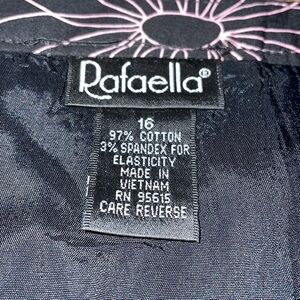 Rafaella®
16
97% COTTON
3% SPANDEX FOR
ELASTICITY
MADE IN
VIETNAM
RN 95615
CARE REVERSE